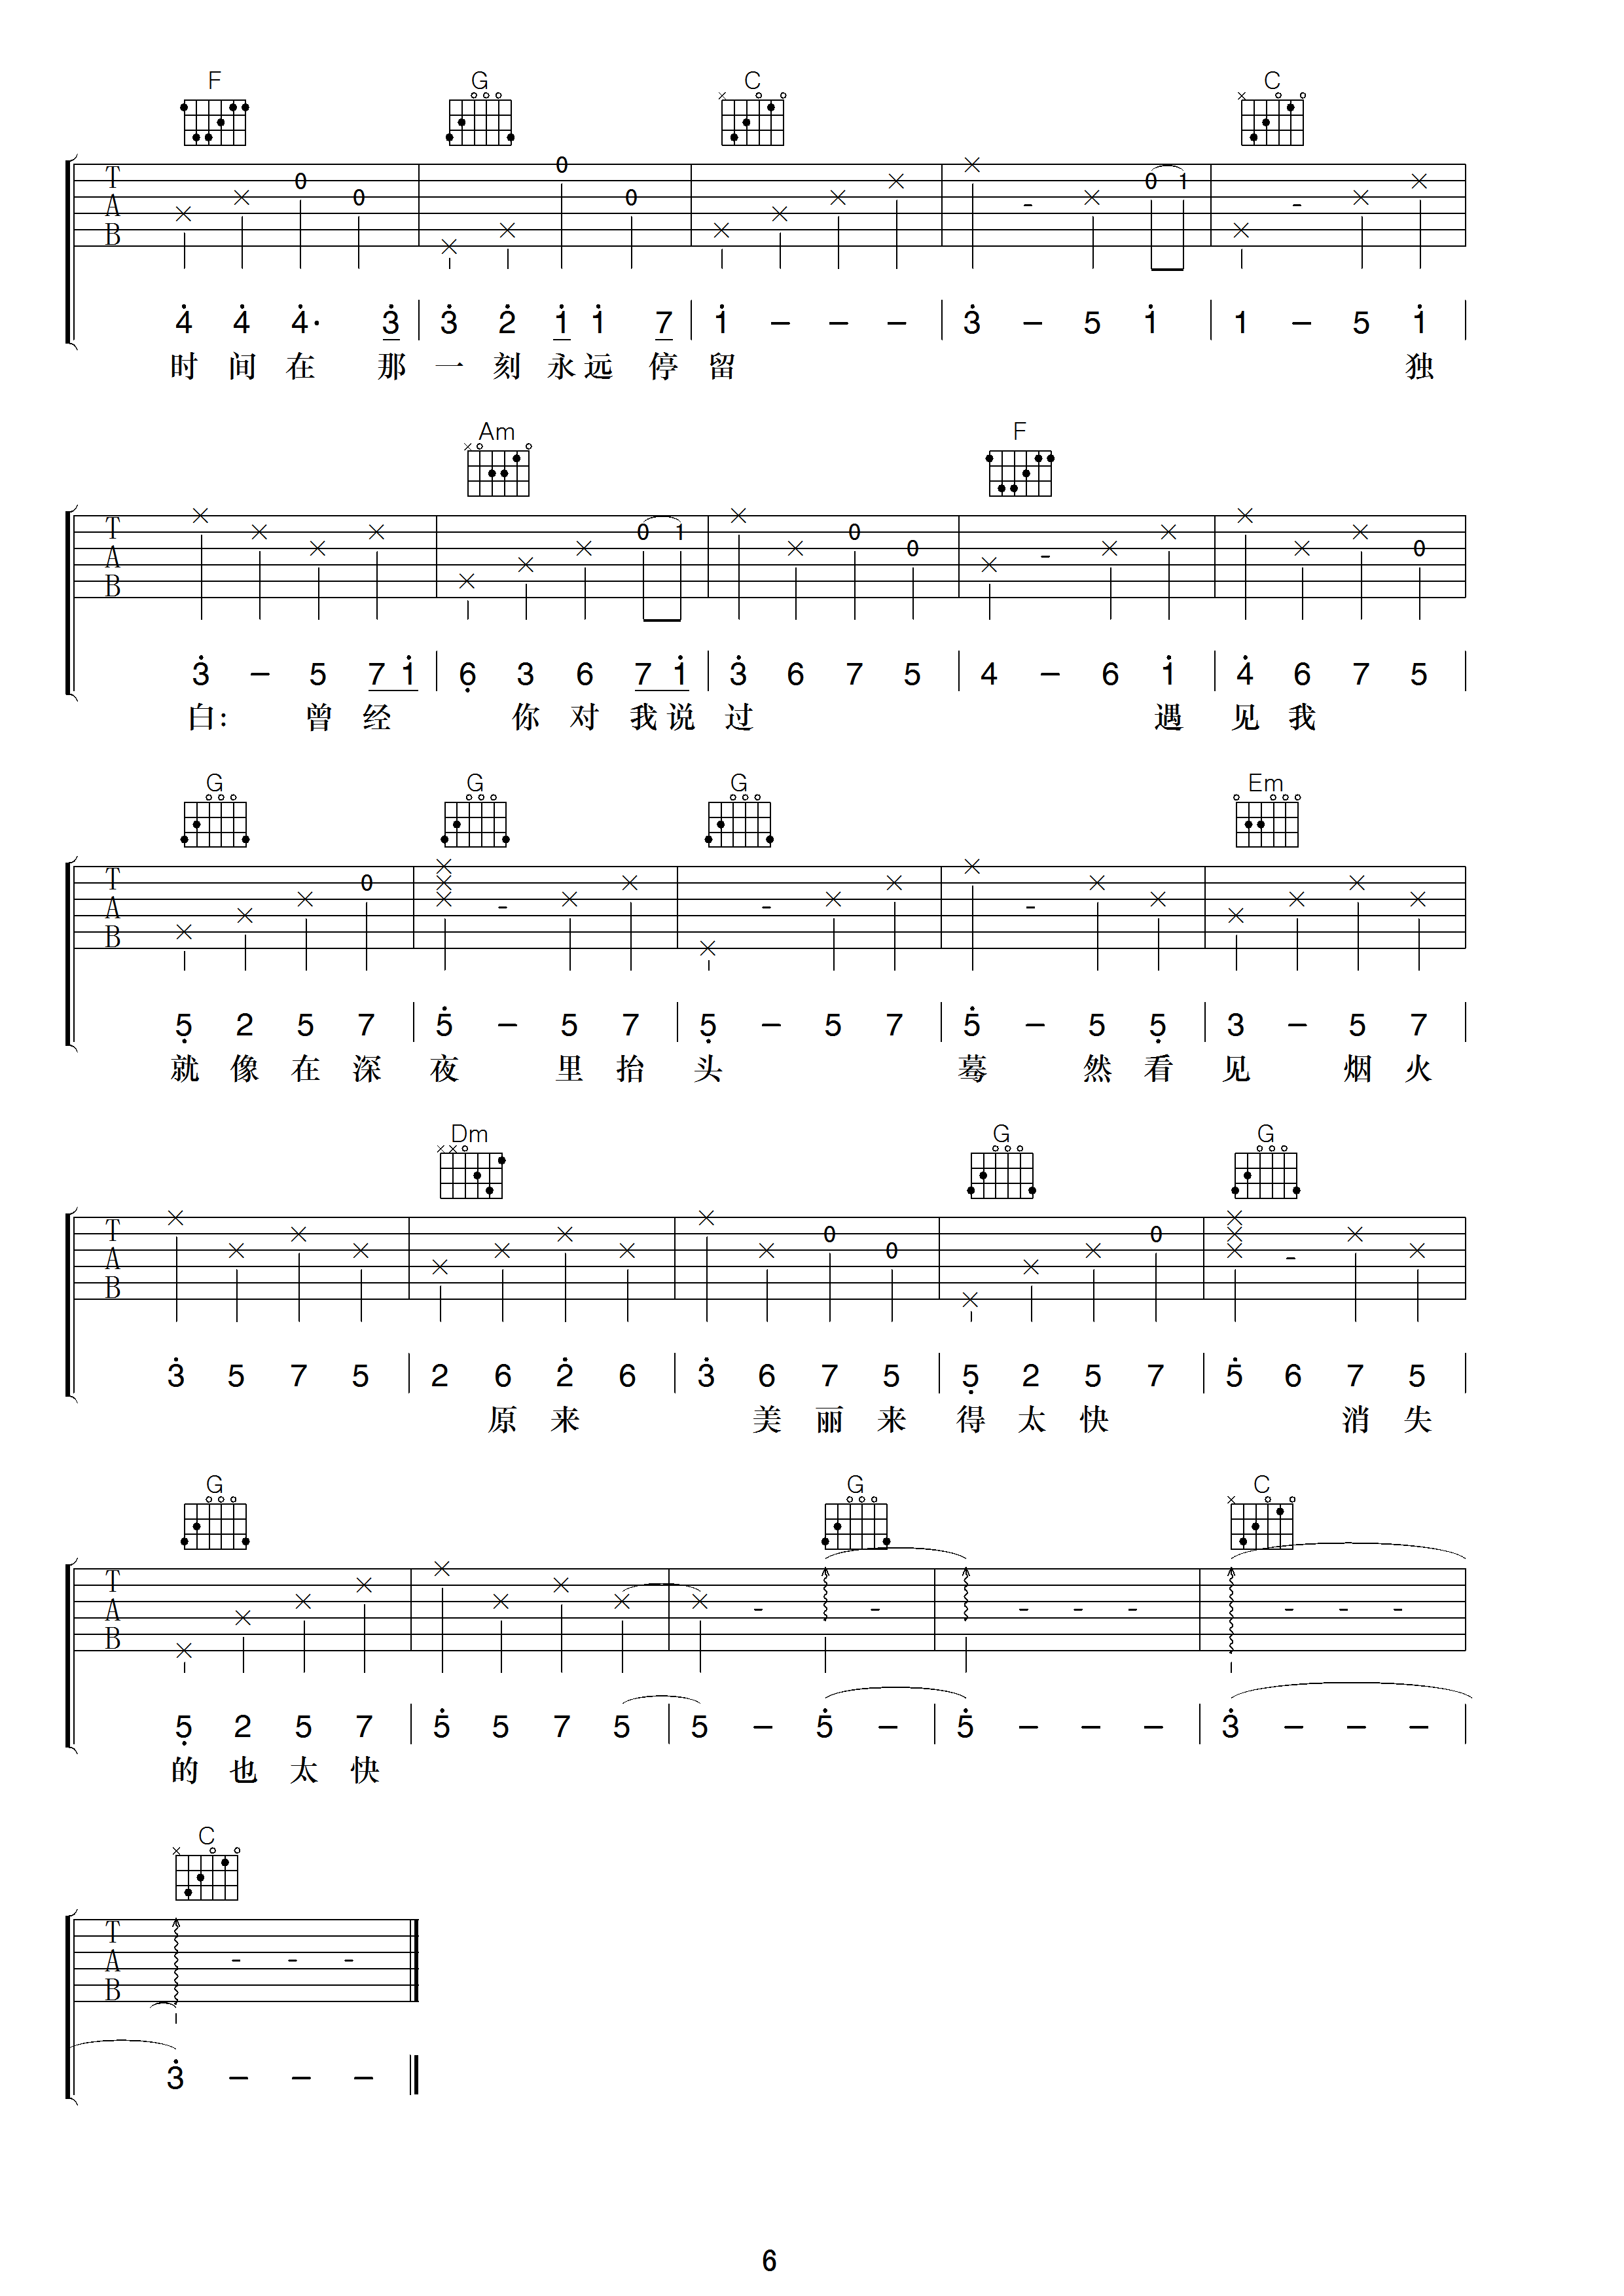 F G C C
T A B
× × 0 0 × × 0 0 × × × × × - × 0 1 × - × ×
4 4 4· 3 | 3 2 1 1 7 | 1 – – – | 3 – 5 1 | 1 – 5 1 |
时 间 在 那 一 刻 永 远 停 留 独
Am F
T A B
× × × × × × × 0 1 × × 0 0 × - × × × × × 0
3 – 5 7 1 | 6 3 6 7 1 | 3 6 7 5 | 4 – 6 1 | 4 6 7 5 |
白: 曾 经 你 对 我 说 过 遇 见 我
G G G Em
T A B
× × × 0 × × × - × × × - × × × - × × × × × ×
5 2 5 7 | 5 – 5 7 | 5 – 5 7 | 5 – 5 5 | 3 – 5 7 |
就 像 在 深 夜 里 抬 头 蓦 然 看 见 烟 火
Dm G G
T A B
× × × × × × × × × × 0 0 × × × 0 × × × - × ×
3 5 7 5 | 2 6 2 6 | 3 6 7 5 | 5 2 5 7 | 5 6 7 5 |
原 来 美 丽 来 得 太 快 消 失
G G C
T A B
× × × × × × × × × - - - - - - - -
5 2 5 7 | 5 5 7 5 | 5 – 5 – | 5 – – – | 3 – – – |
的 也 太 快
C
T A B
- - -
3 – – –
6